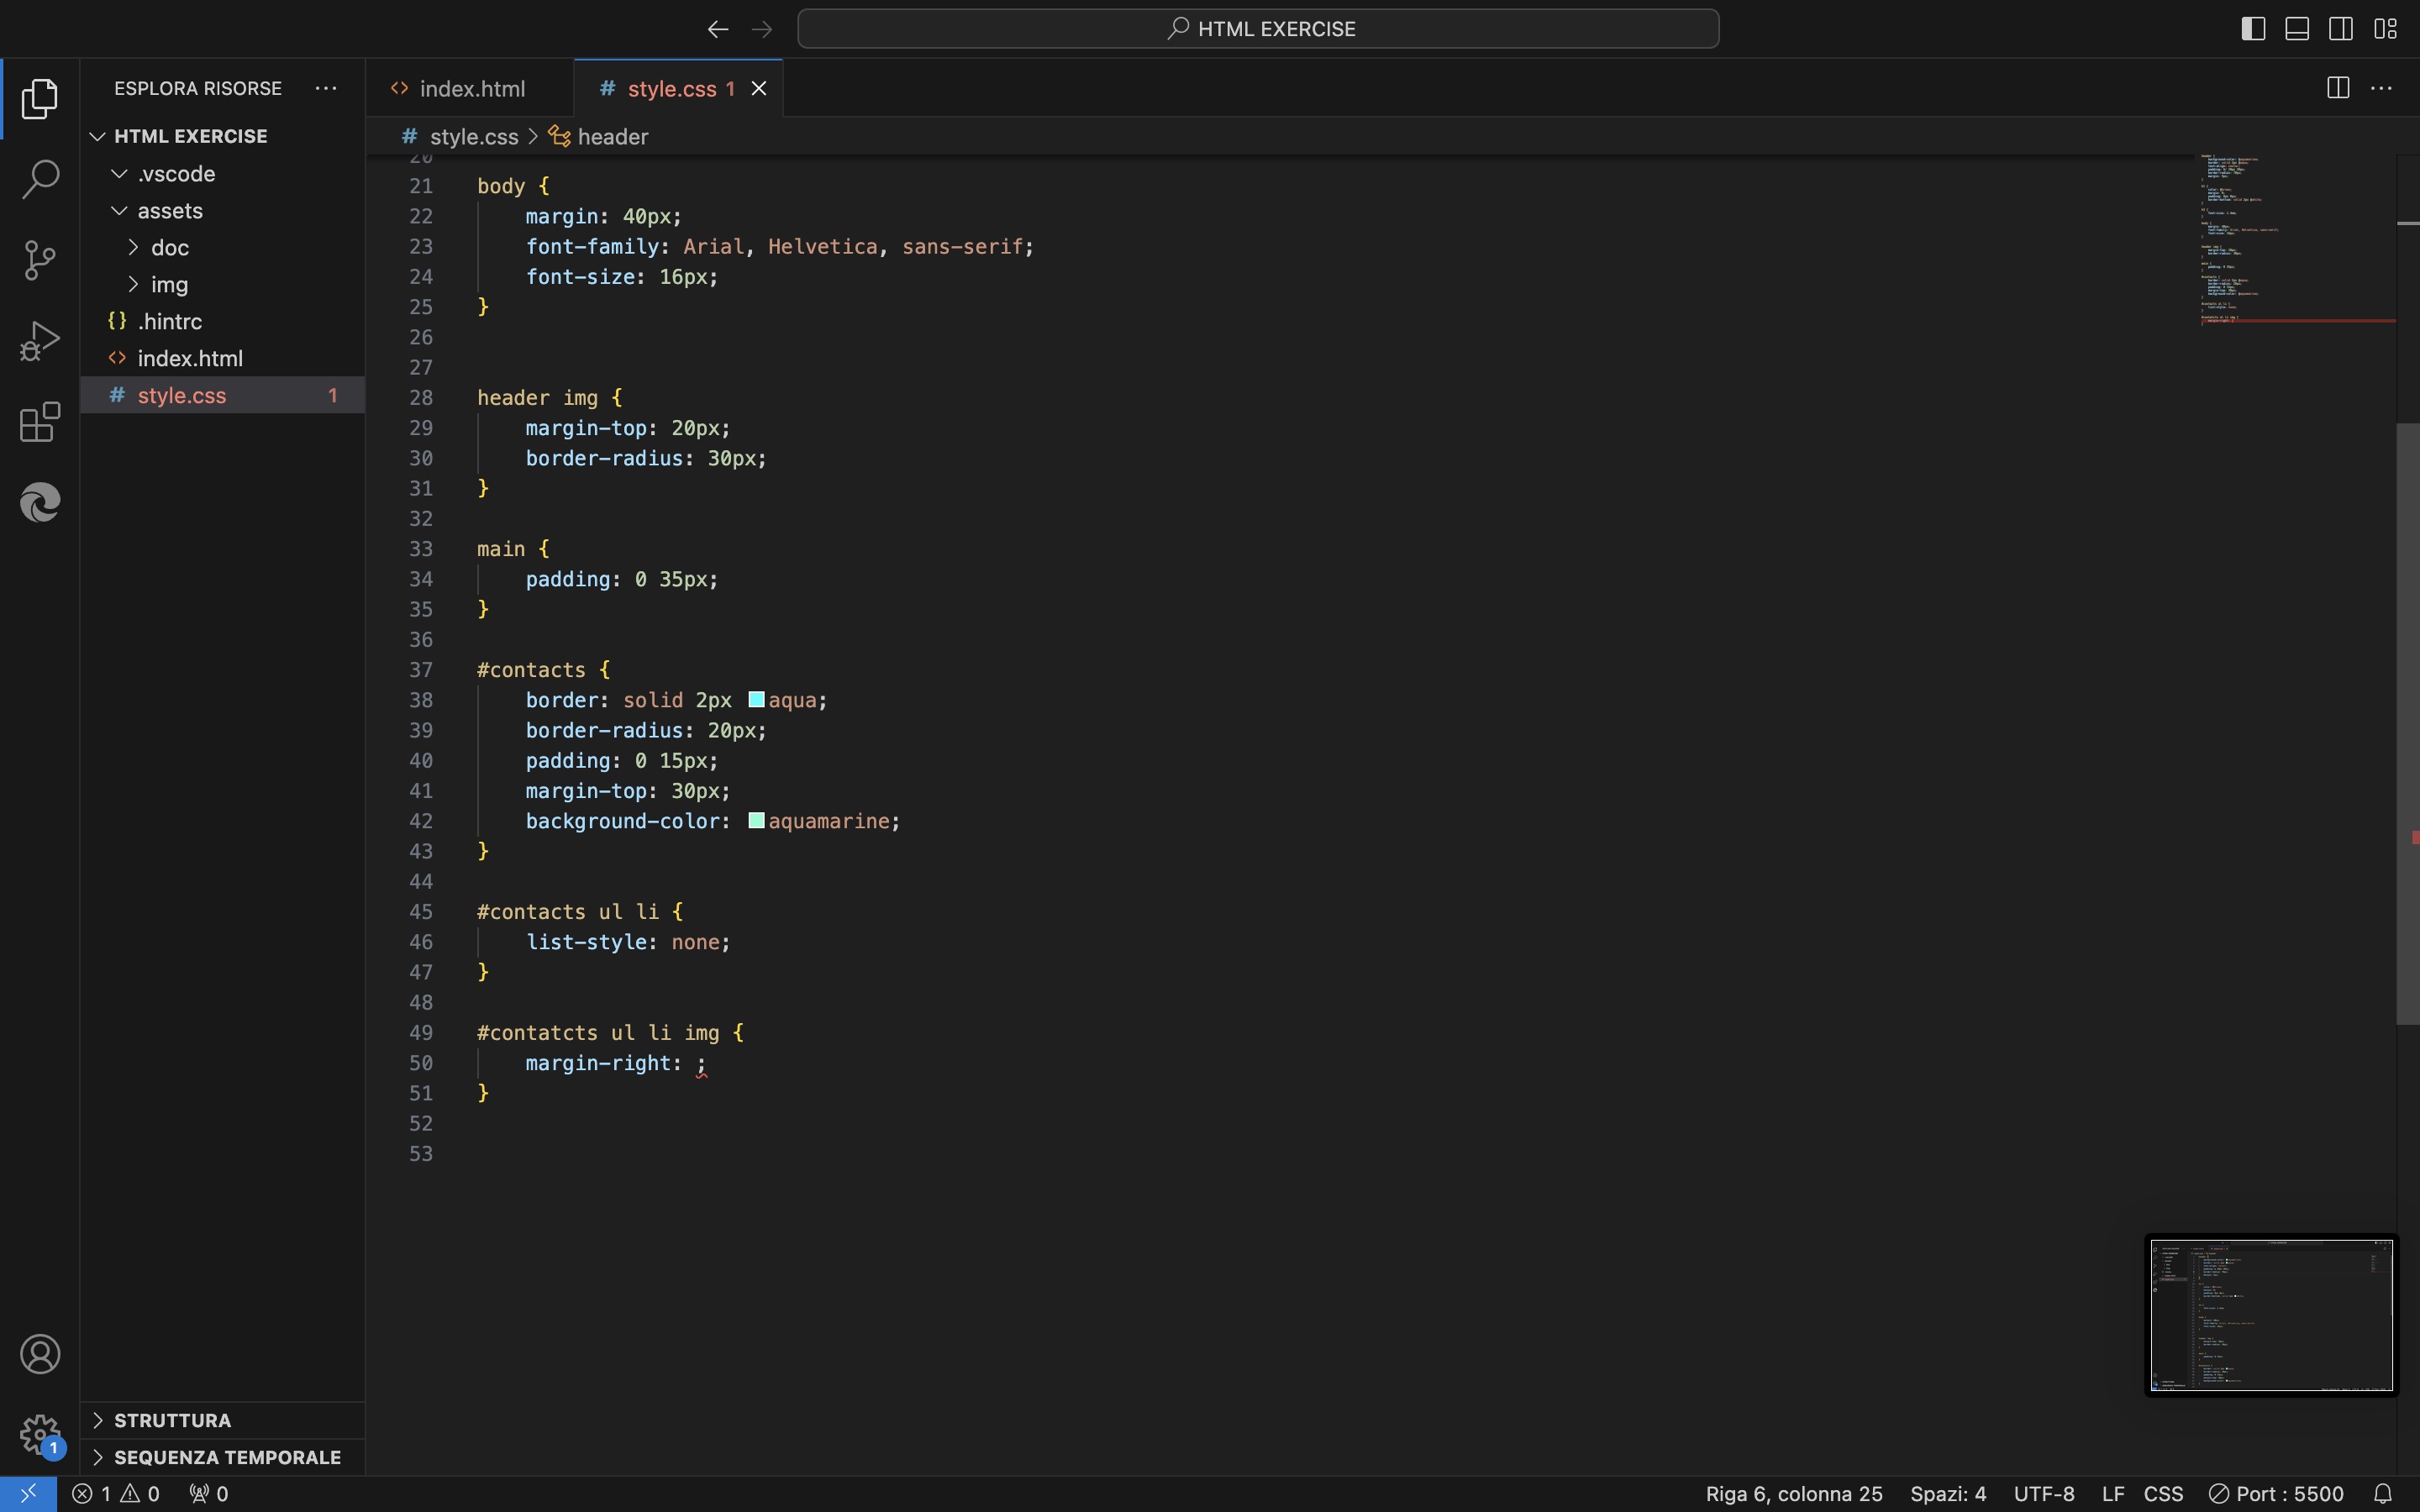 HTML EXERCISE
ESPLORA RISORSE
HTML EXERCISE
.vscode
assets
doc
img
{} .hintrc
<> index.html
# style.css 1
<> index.html
# style.css 1
# style.css > header
20
21 body {
22 margin: 40px;
23 font-family: Arial, Helvetica, sans-serif;
24 font-size: 16px;
25 }
26
27
28 header img {
29 margin-top: 20px;
30 border-radius: 30px;
31 }
32
33 main {
34 padding: 0 35px;
35 }
36
37 #contacts {
38 border: solid 2px aqua;
39 border-radius: 20px;
40 padding: 0 15px;
41 margin-top: 30px;
42 background-color: aquamarine;
43 }
44
45 #contacts ul li {
46 list-style: none;
47 }
48
49 #contatcts ul li img {
50 margin-right: ;
51 }
52
53
STRUTTURA
SEQUENZA TEMPORALE
1
1 0 0
Riga 6, colonna 25 Spazi: 4 UTF-8 LF CSS Port : 5500